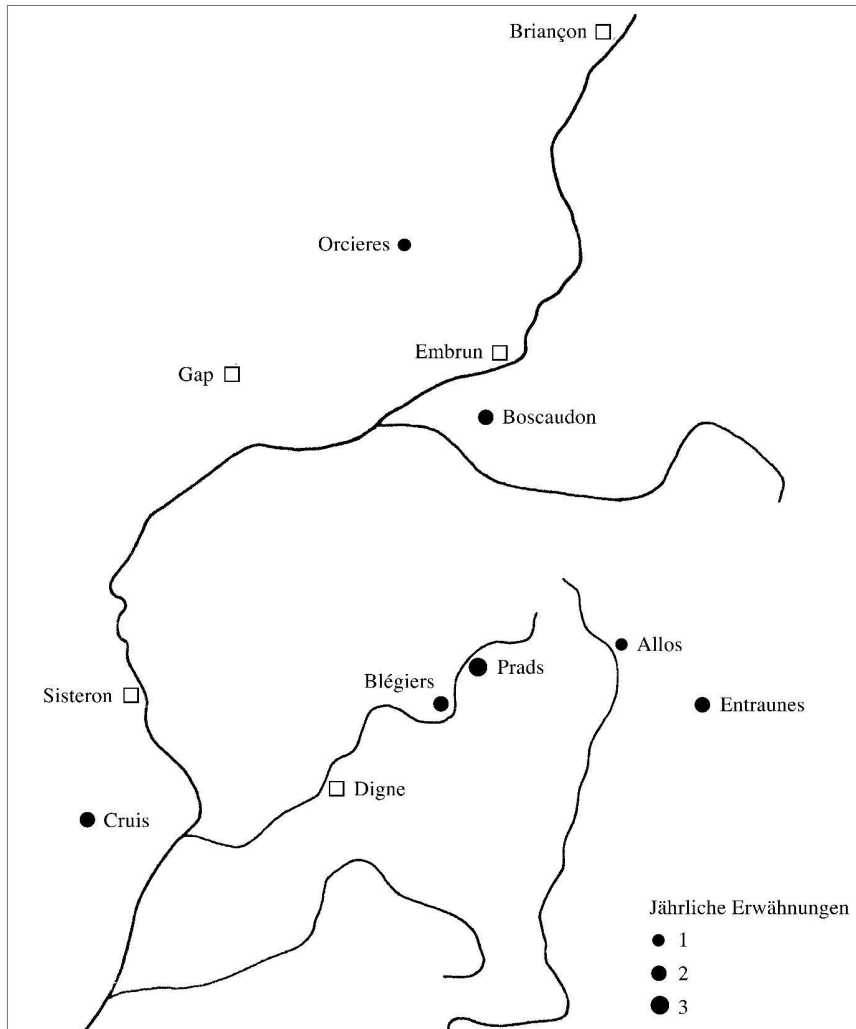 Briançon
Orcieres
Embrun
Gap
Boscaudon
Allos
Prads
Blégiers
Sisteron
Entraunes
Digne
Cruis
Jährliche Erwähnungen
1
2
3